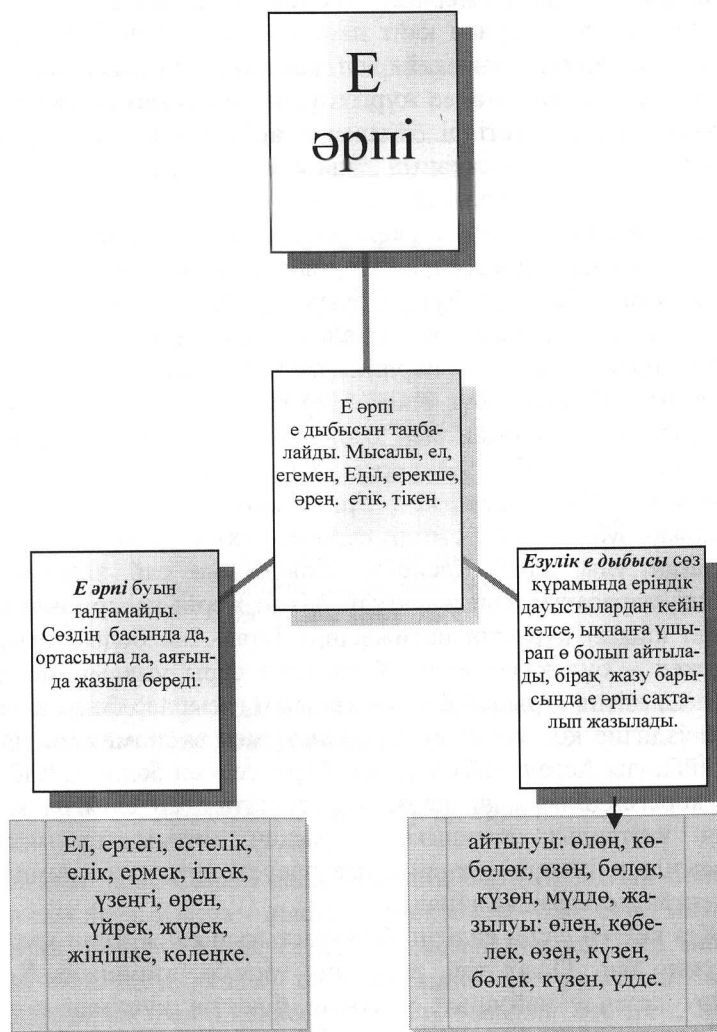 Е
әрпі
Е әрпі
е дыбысын таңба-
лайды. Мысалы, ел,
егемен, Еділ, ерекше,
әрең. етік, тікен.
Е әрпі буын
талғамайды.
Сөздің басында да,
ортасында да, аяғын-
да жазыла береді.
Езулік е дыбысы сөз
құрамында еріндік
дауыстылардан кейін
келсе, ықпалға ұшы-
рап ө болып айтыла-
ды, бірақ жазу бары-
сында е әрпі сақта-
лып жазылады.
Ел, ертегі, естелік,
елік, ермек, ілгек,
үзеңгі, өрен,
үйрек, жүрек,
жіңішке, көлеңке.
айтылуы: өлөң, кө-
бөлөк, өзөн, бөлөк,
күзөн, мүддө, жа-
зылуы: өлең, көбе-
лек, өзен, күзен,
бөлек, күзен, үдде.